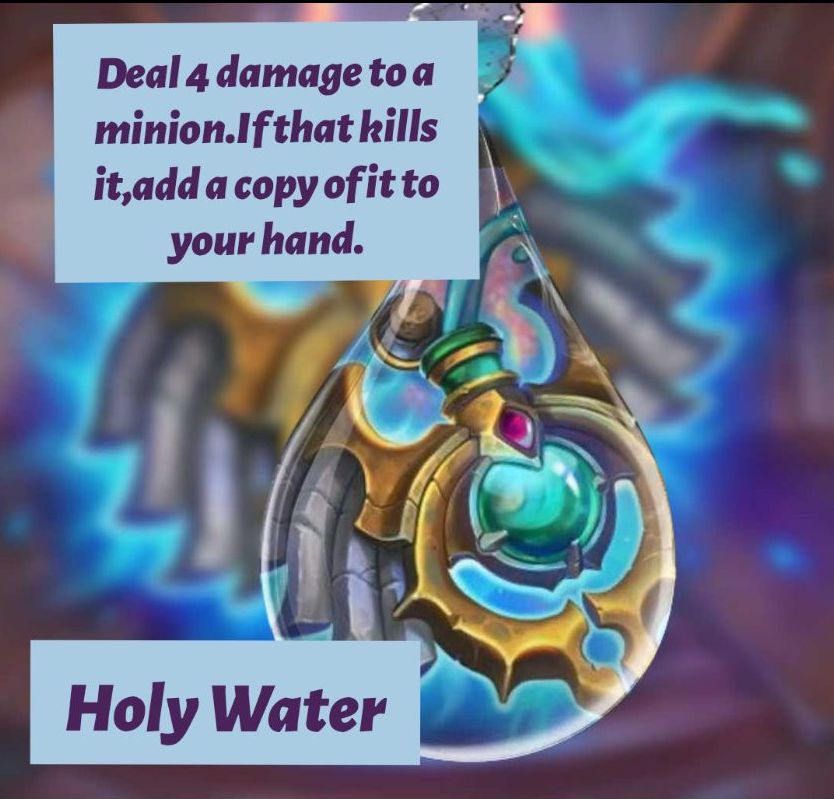 Deal 4 damage to a
minion.If that kills
it,add a copy of it to
your hand.
Holy Water